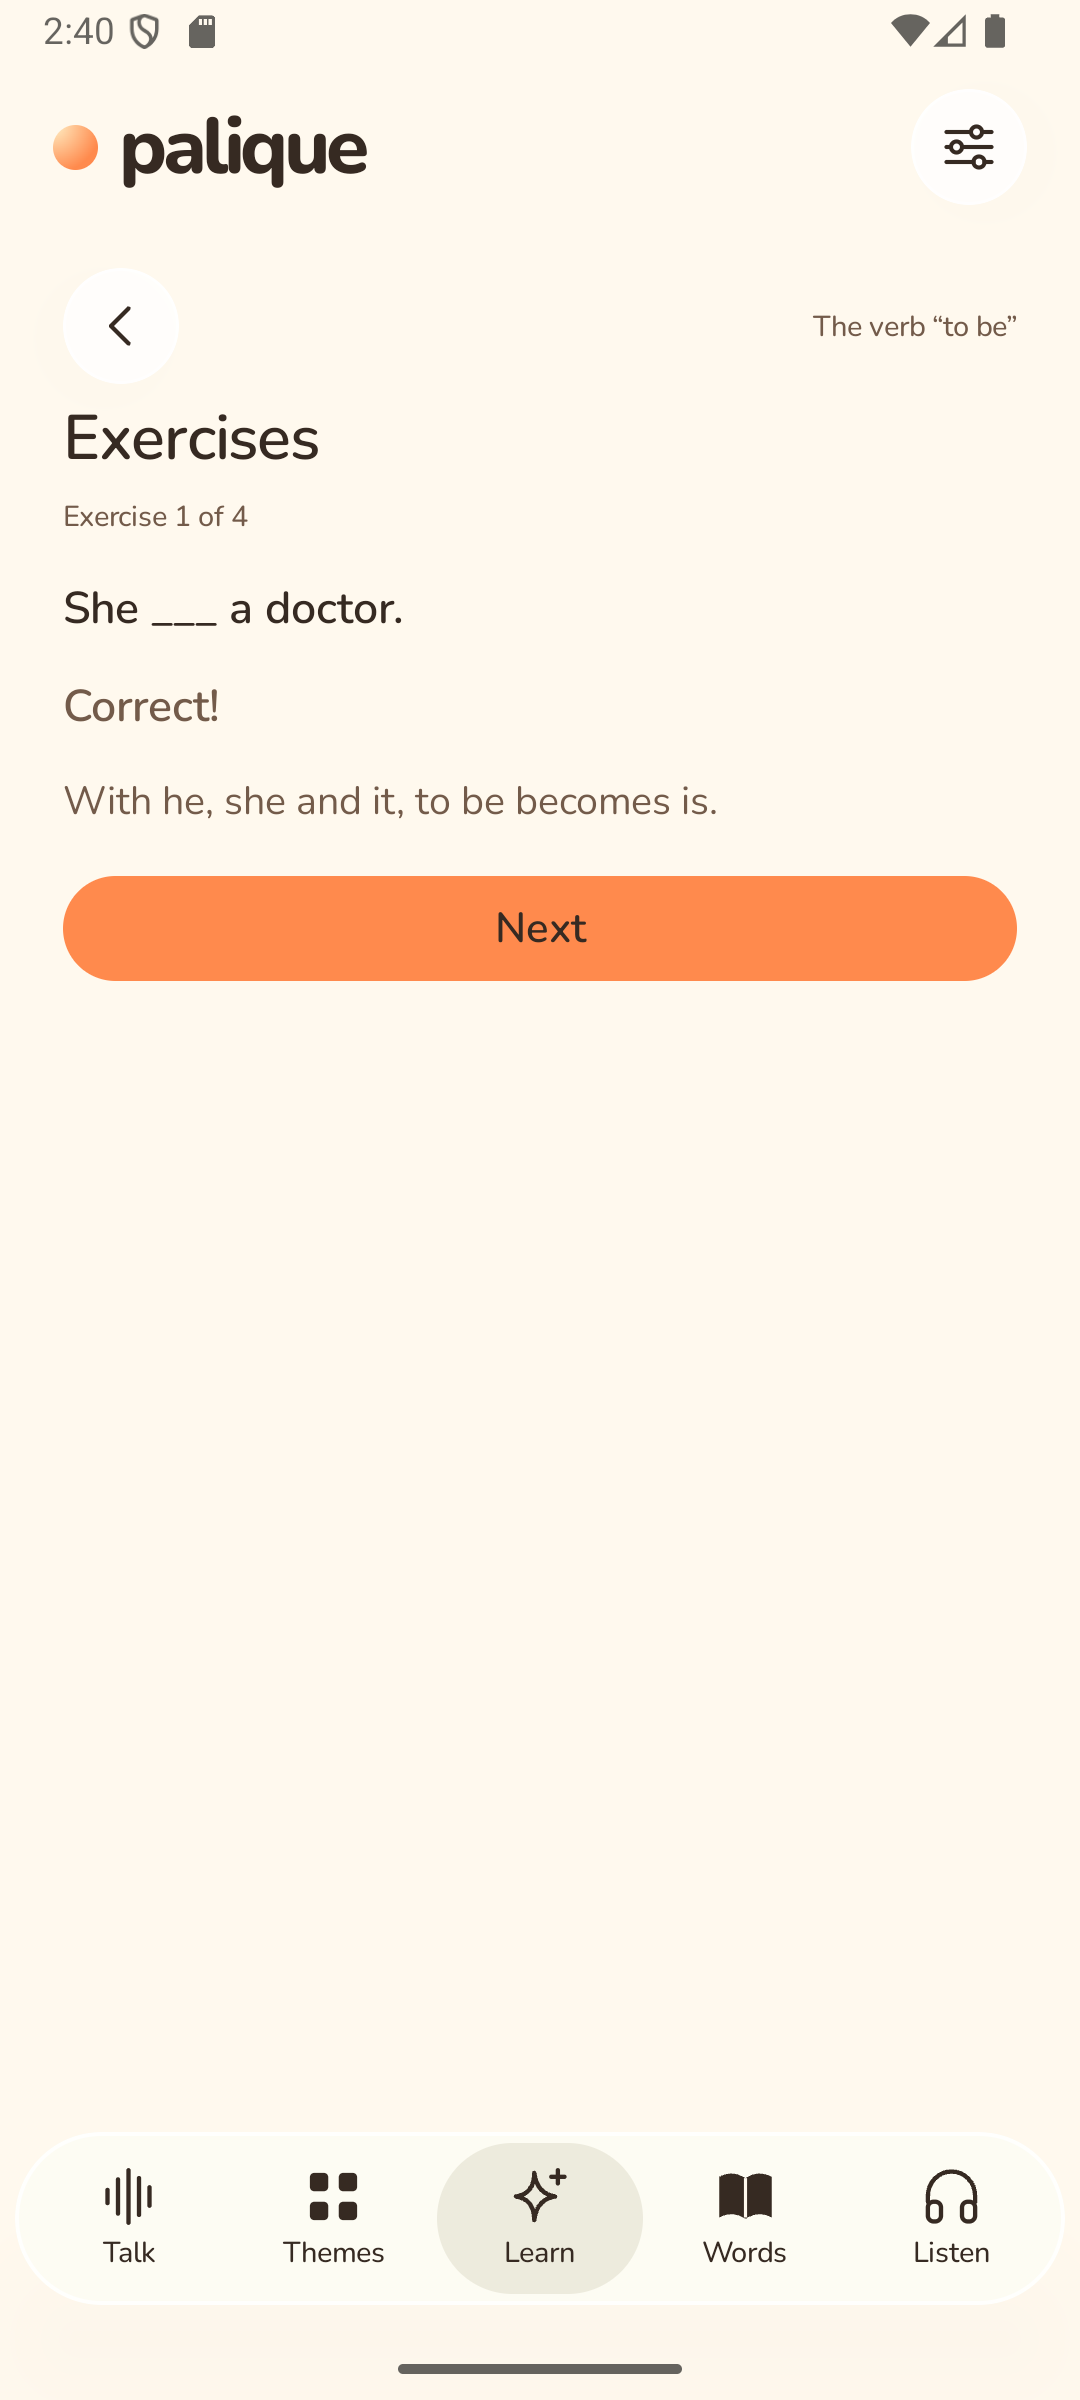 2:40
palique
The verb “to be”
Exercises
Exercise 1 of 4
She ___ a doctor.
Correct!
With he, she and it, to be becomes is.
Next
Talk Themes Learn Words Listen